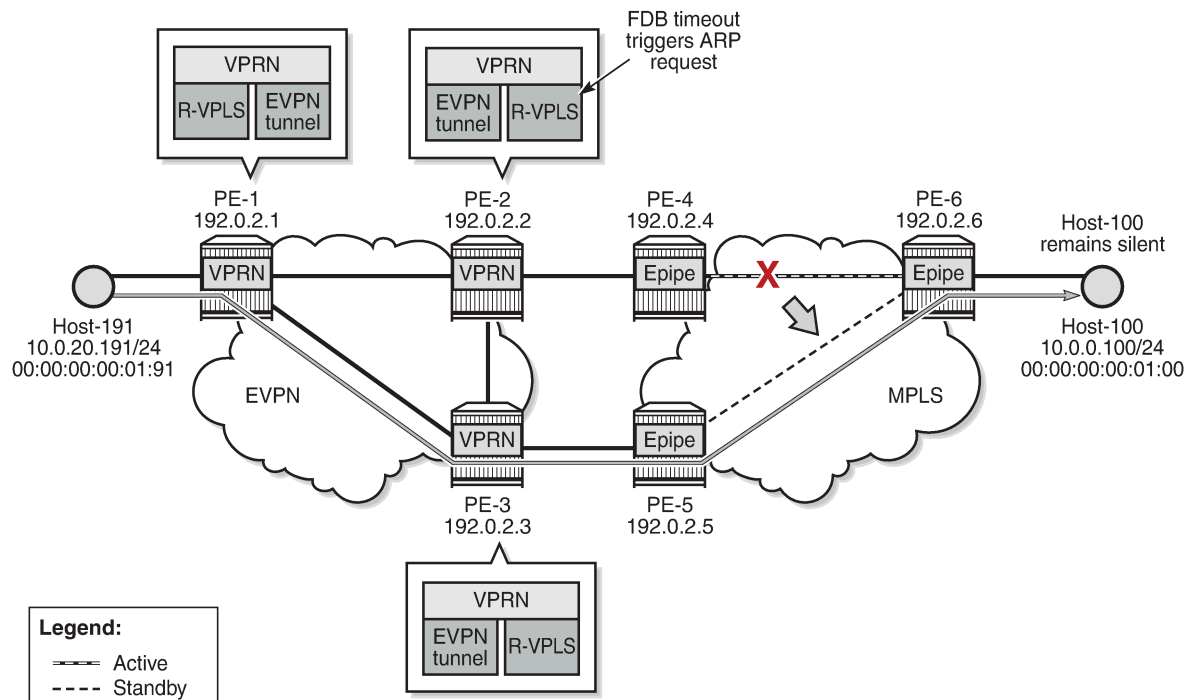 FDB timeout
triggers ARP
request
VPRN
R-VPLS
EVPN
tunnel
VPRN
EVPN
tunnel
R-VPLS
PE-1
192.0.2.1
PE-2
192.0.2.2
PE-4
192.0.2.4
PE-6
192.0.2.6
Host-100
remains silent
VPRN
VPRN
Epipe
X
Epipe
Host-191
10.0.20.191/24
00:00:00:00:01:91
Host-100
10.0.0.100/24
00:00:00:00:01:00
EVPN
MPLS
VPRN
Epipe
PE-3
192.0.2.3
PE-5
192.0.2.5
VPRN
EVPN
tunnel
R-VPLS
Legend:
Active
Standby